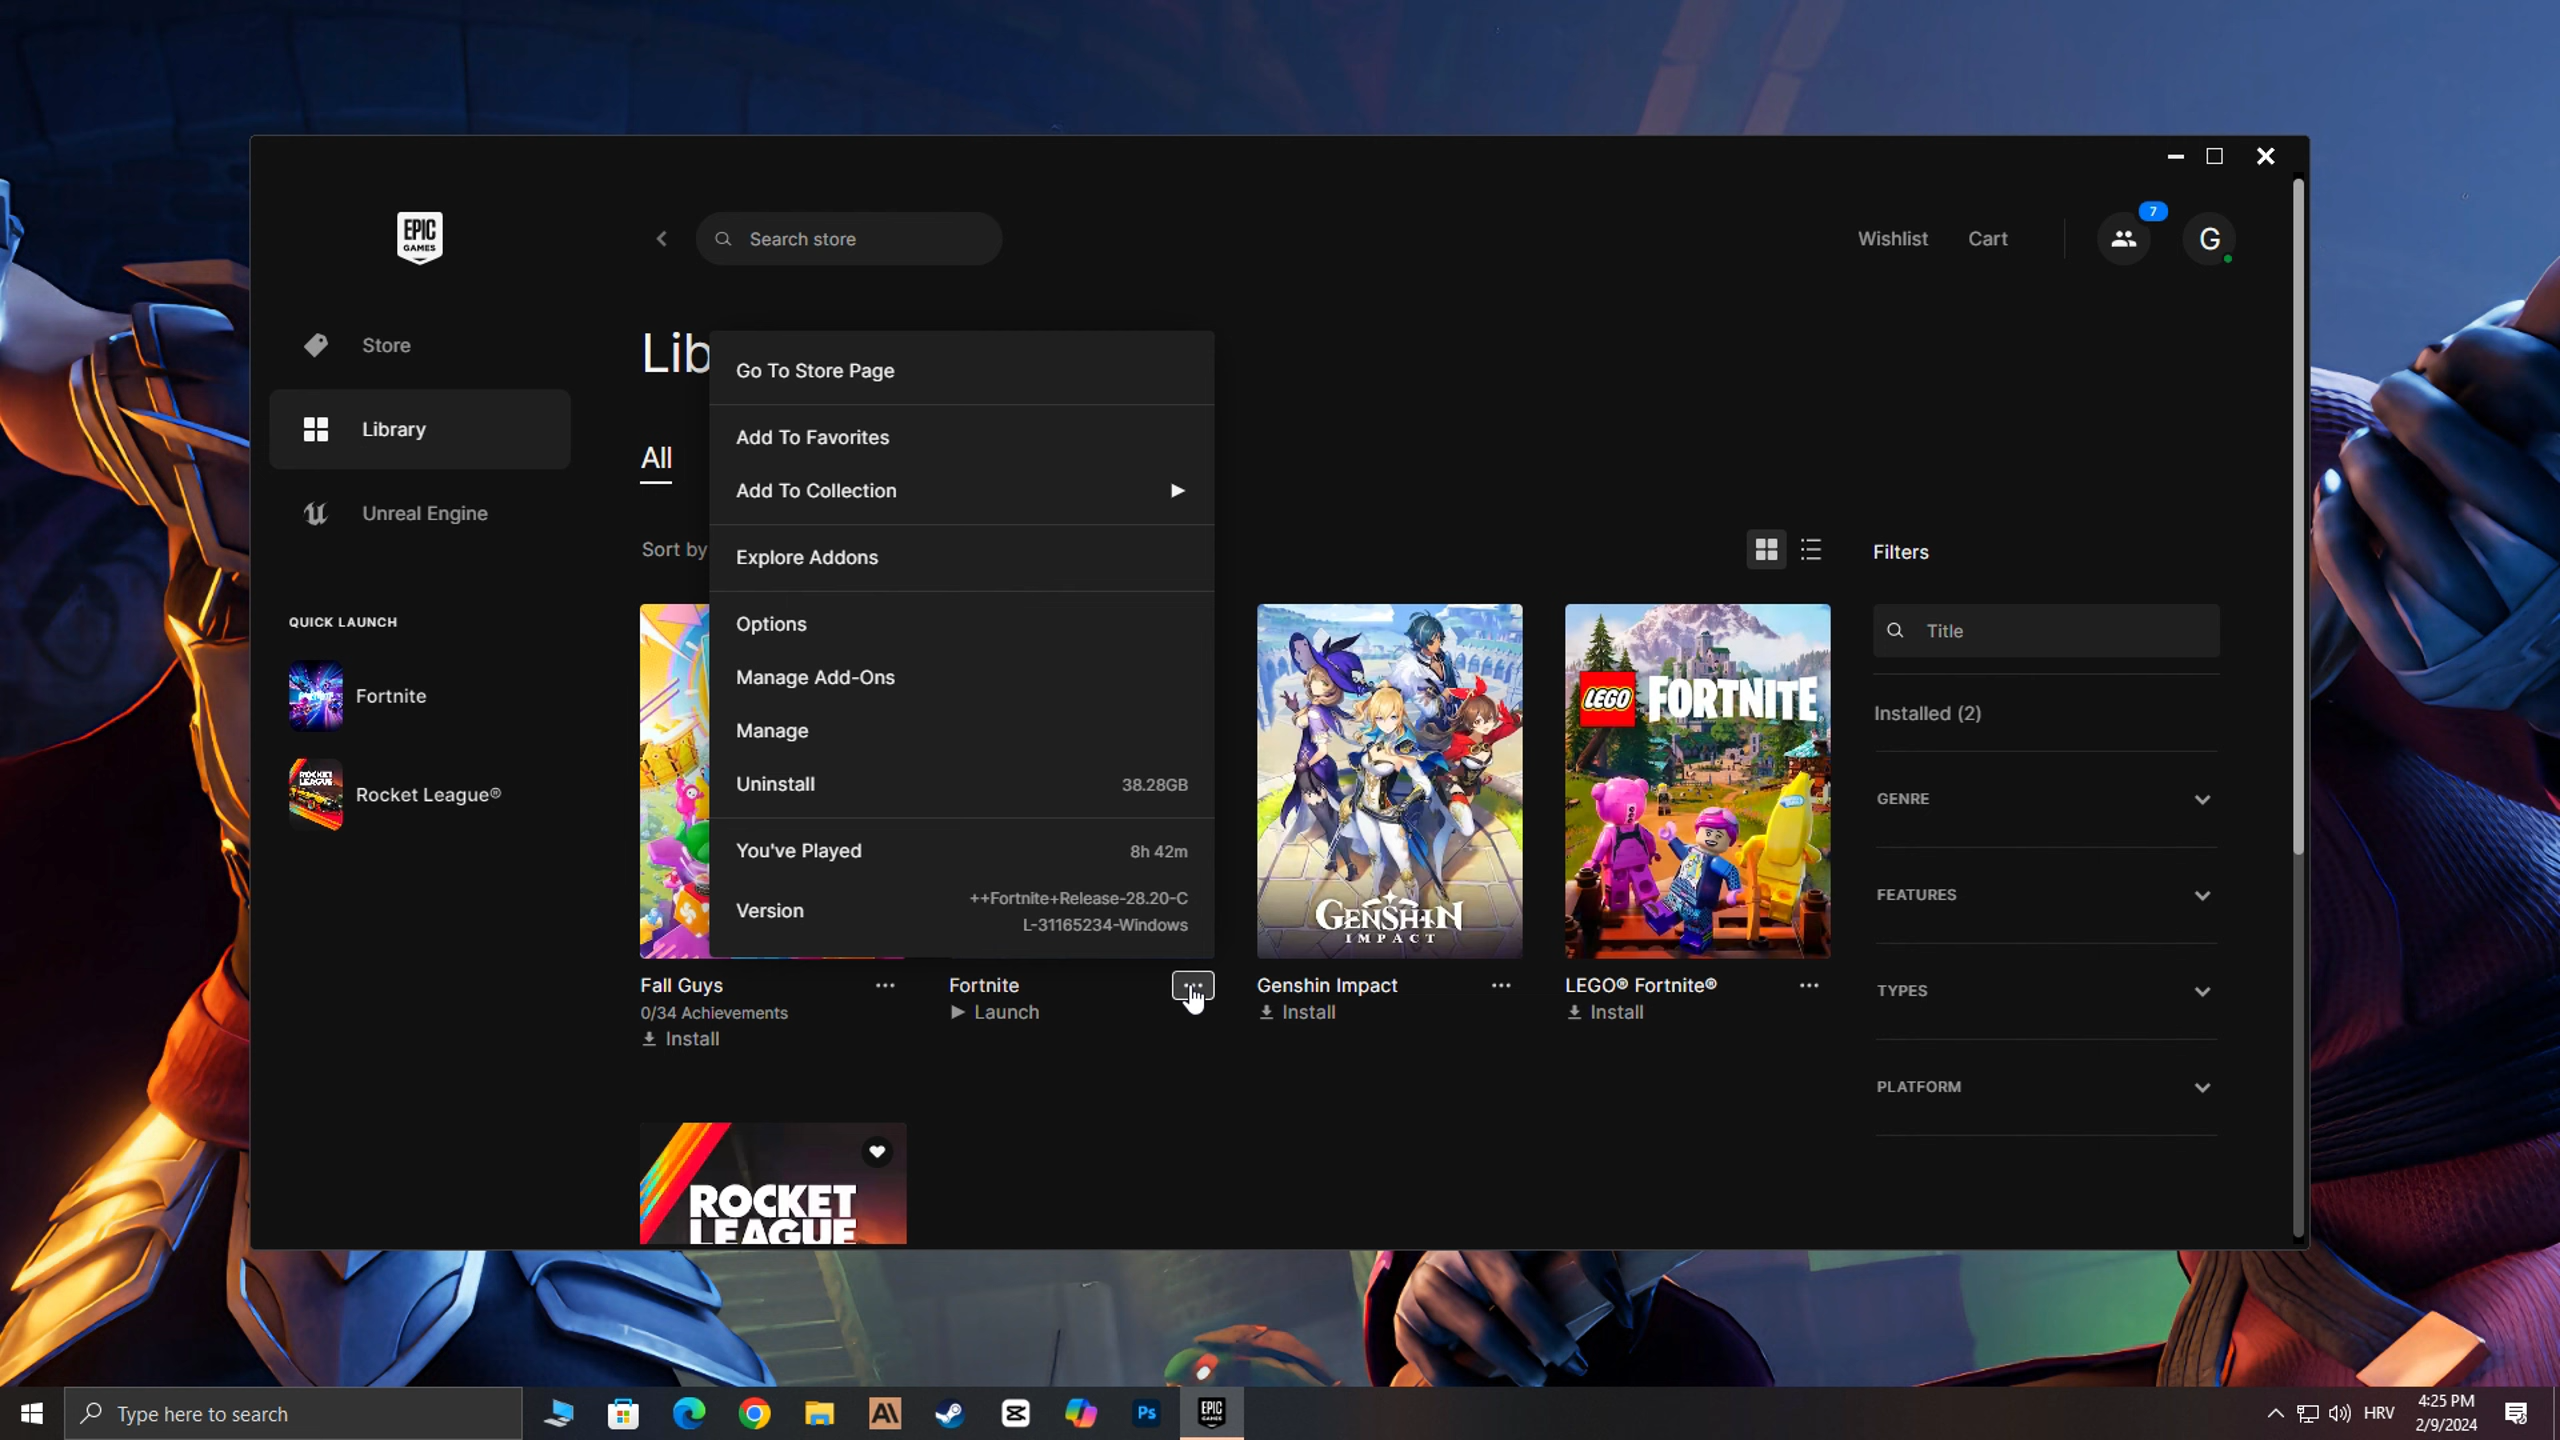 EPIC
GAMES
Search store
Wishlist
Cart
7
G
Store
Library
Unreal Engine
QUICK LAUNCH
Fortnite
Rocket League®
Lib
All
Sort by
Go To Store Page
Add To Favorites
Add To Collection
Explore Addons
Options
Manage Add-Ons
Manage
Uninstall 38.28GB
You've Played 8h 42m
Version ++Fortnite+Release-28.20-C
L-31165234-Windows
GENSHIN
IMPACT
LEGO FORTNITE
Fall Guys
0/34 Achievements
Install
Fortnite
Launch
Genshin Impact
Install
LEGO® Fortnite®
Install
ROCKET
LEAGUE
Filters
Title
Installed (2)
GENRE
FEATURES
TYPES
PLATFORM
Type here to search
Ps
EPIC
GAMES
HRV
4:25 PM
2/9/2024